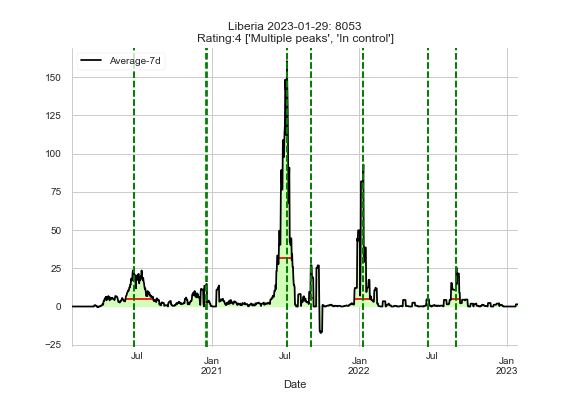 Liberia 2023-01-29: 8053
Rating:4 ['Multiple peaks', 'In control']
Average-7d
150
125
100
75
50
25
0
−25
Jul
Jan
2021
Jul
Jan
2022
Jul
Jan
2023
Date